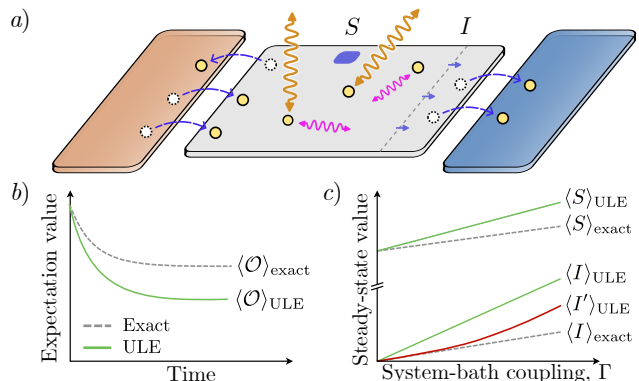 a)
S
I
b)
Expectation value
⟨𝒪⟩exact
⟨𝒪⟩ULE
Exact
ULE
Time
c)
Steady-state value
⟨S⟩ULE
⟨S⟩exact
⟨I⟩ULE
⟨I′⟩ULE
⟨I⟩exact
System-bath coupling, Γ